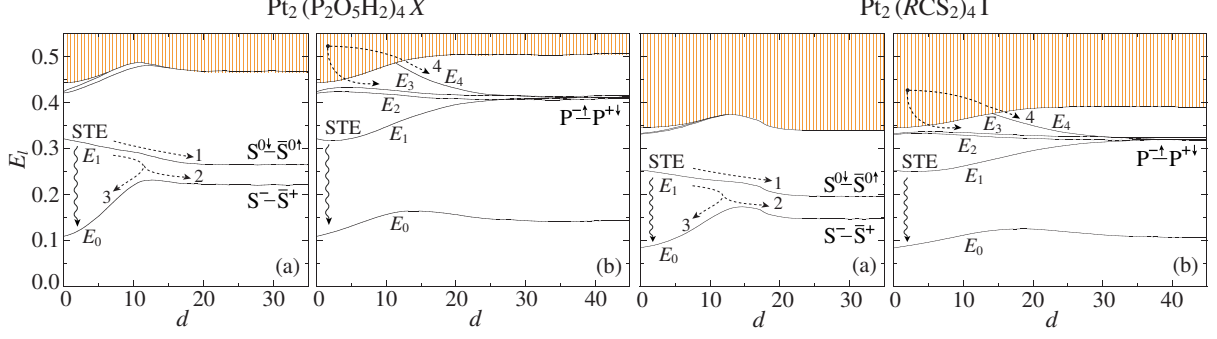 Pt₂ (P₂O₅H₂)₄ X
Pt₂ (RCS₂)₄ I
E_l
0.5
0.4
0.3
0.2
0.1
0.0
STE
E₁
1
2
3
E₀
S⁰↓–S̄⁰↑
S⁻–S̄⁺
(a)
0 10 20 30
d
4
E₃
E₄
E₂
STE
E₁
P⁻↑–P⁺↓
E₀
(b)
0 10 20 30 40
d
STE
E₁
1
2
3
E₀
S⁰↓–S̄⁰↑
S⁻–S̄⁺
(a)
0 10 20 30
d
4
E₃
E₄
E₂
STE
E₁
P⁻↑–P⁺↓
E₀
(b)
0 10 20 30 40
d